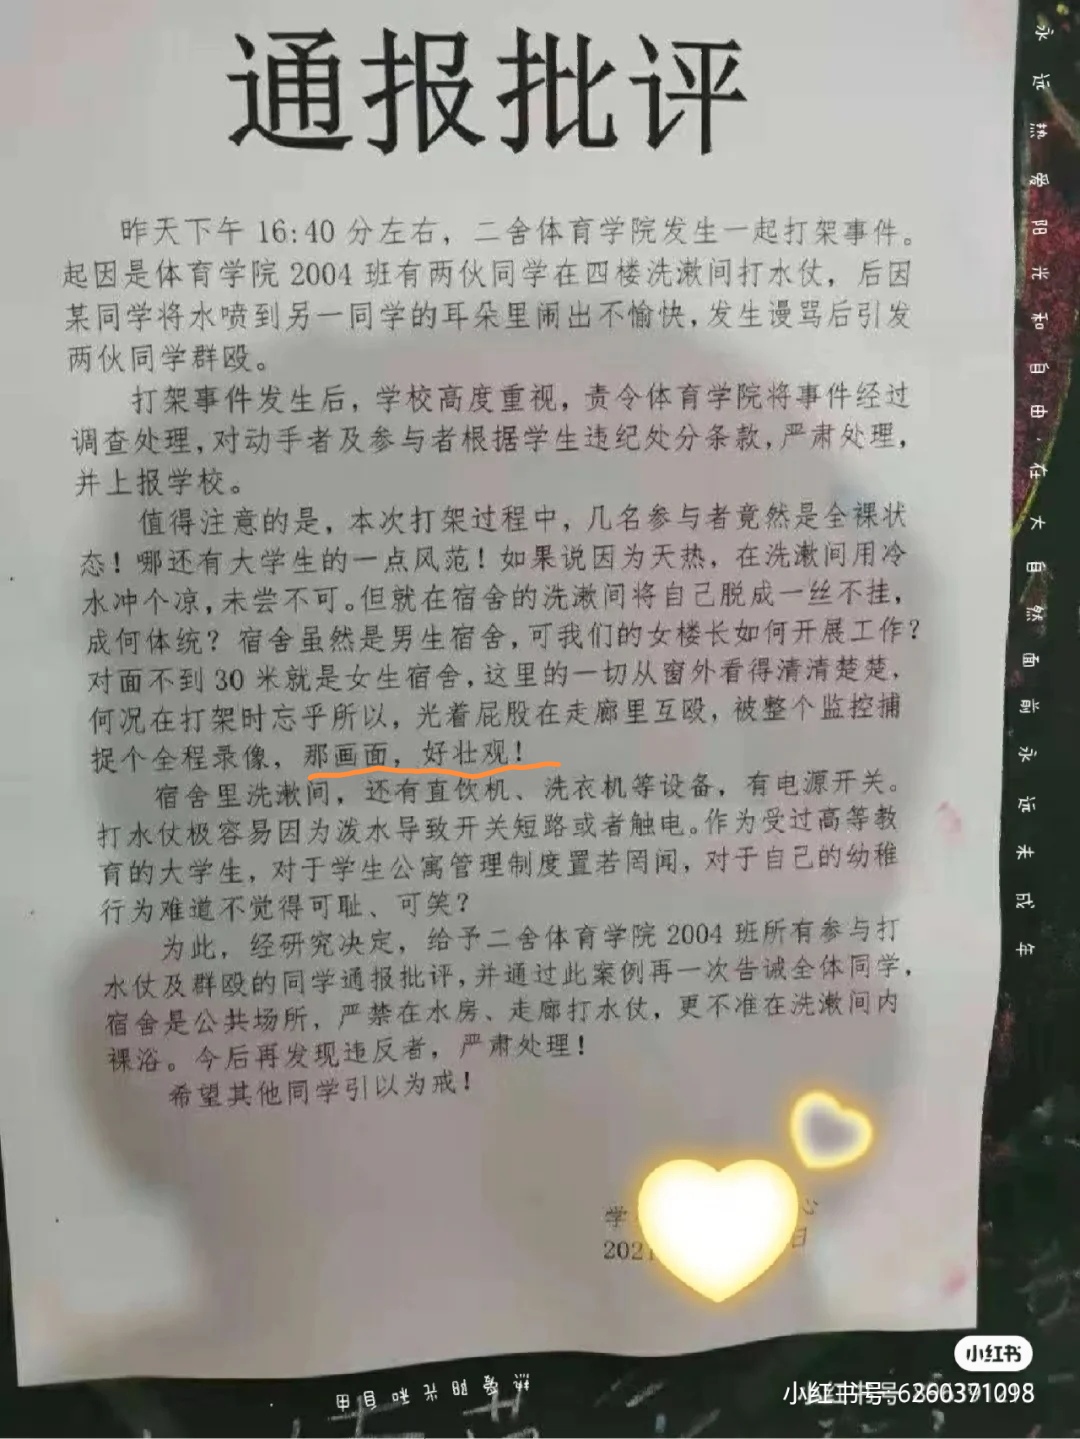 通报批评
昨天下午 16:40 分左右，二舍体育学院发生一起打架事件。
起因是体育学院 2004 班有两伙同学在四楼洗漱间打水仗，后因
某同学将水喷到另一同学的耳朵里闹出不愉快，发生谩骂后引发
两伙同学群殴。
打架事件发生后，学校高度重视，责令体育学院将事件经过
调查处理，对动手者及参与者根据学生违纪处分条款，严肃处理，
并上报学校。
值得注意的是，本次打架过程中，几名参与者竟然是全裸状
态！哪还有大学生的一点风范！如果说因为天热，在洗漱间用冷
水冲个凉，未尝不可。但就在宿舍的洗漱间将自己脱成一丝不挂，
成何体统？宿舍虽然是男生宿舍，可我们的女楼长如何开展工作？
对面不到 30 米就是女生宿舍，这里的一切从窗外看得清清楚楚，
何况在打架时忘乎所以，光着屁股在走廊里互殴，被整个监控捕
捉个全程录像，那画面，好壮观！
宿舍里洗漱间，还有直饮机、洗衣机等设备，有电源开关。
打水仗极容易因为泼水导致开关短路或者触电。作为受过高等教
育的大学生，对于学生公寓管理制度置若罔闻，对于自己的幼稚
行为难道不觉得可耻、可笑？
为此，经研究决定，给予二舍体育学院 2004 班所有参与打
水仗及群殴的同学通报批评，并通过此案例再一次告诫全体同学，
宿舍是公共场所，严禁在水房、走廊打水仗，更不准在洗漱间内
裸浴。今后再发现违反者，严肃处理！
希望其他同学引以为戒！
学
2021 日
永远热爱阳光和自由·在大自然面前永远未成年
热爱阳光和自由
小红书
小红书号:6260371098